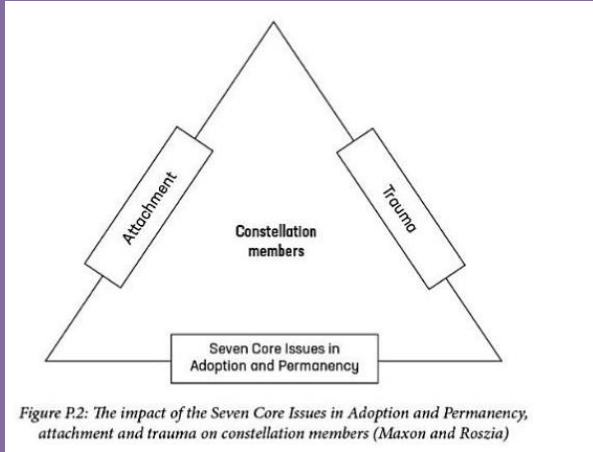 Attachment
Trauma
Constellation
members
Seven Core Issues in
Adoption and Permanency
Figure P.2: The impact of the Seven Core Issues in Adoption and Permanency,
attachment and trauma on constellation members (Maxon and Roszia)